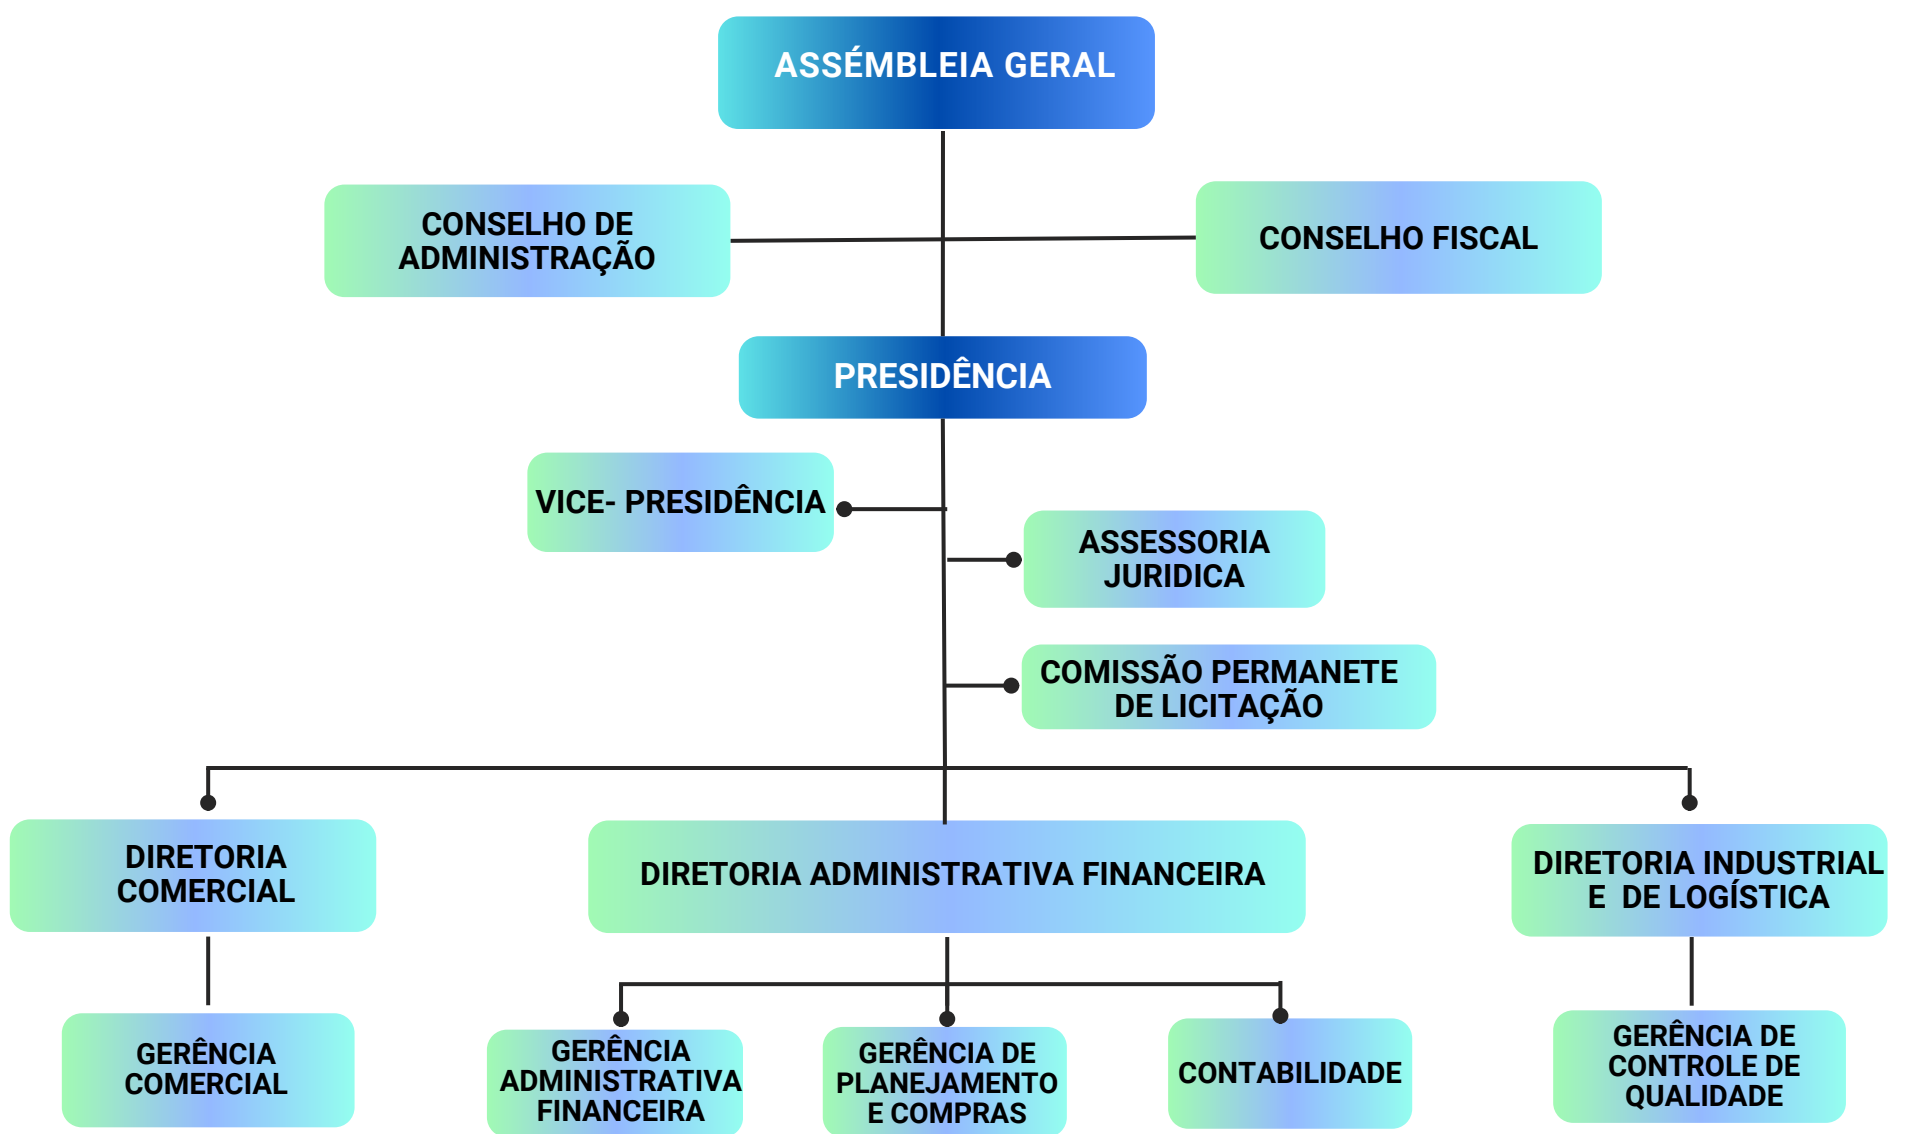 ASSÉMBLEIA GERAL
CONSELHO DE
ADMINISTRAÇÃO
CONSELHO FISCAL
PRESIDÊNCIA
VICE- PRESIDÊNCIA
ASSESSORIA
JURIDICA
COMISSÃO PERMANETE
DE LICITAÇÃO
DIRETORIA
COMERCIAL
DIRETORIA ADMINISTRATIVA FINANCEIRA
DIRETORIA INDUSTRIAL
E  DE LOGÍSTICA
GERÊNCIA
COMERCIAL
GERÊNCIA
ADMINISTRATIVA
FINANCEIRA
GERÊNCIA DE
PLANEJAMENTO
E COMPRAS
CONTABILIDADE
GERÊNCIA DE
CONTROLE DE
QUALIDADE